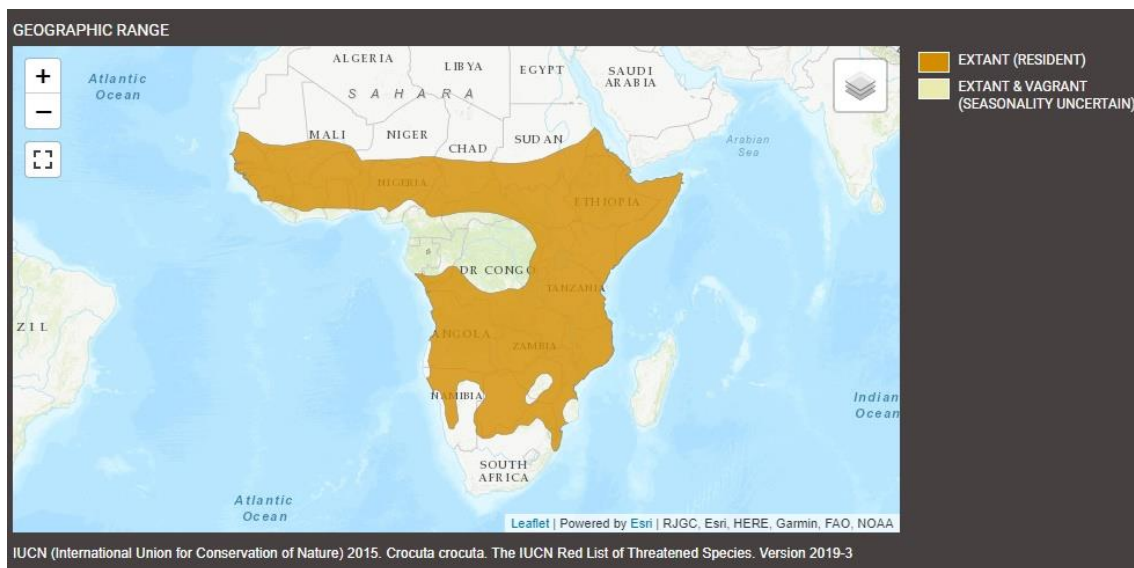 GEOGRAPHIC RANGE
EXTANT (RESIDENT)
EXTANT & VAGRANT
(SEASONALITY UNCERTAIN)
+
−
Atlantic
Ocean
ALGERIA
LIBYA
EGYPT
SAUDI
ARABIA
SAHARA
MALI
NIGER
CHAD
SUDAN
Arabian
Sea
NIGERIA
ETHIOPIA
DR CONGO
TANZANIA
ZIL
ANGOLA
ZAMBIA
NAMIBIA
Indian
Ocean
SOUTH
AFRICA
Atlantic
Ocean
Leaflet | Powered by Esri | RJGC, Esri, HERE, Garmin, FAO, NOAA
IUCN (International Union for Conservation of Nature) 2015. Crocuta crocuta. The IUCN Red List of Threatened Species. Version 2019-3